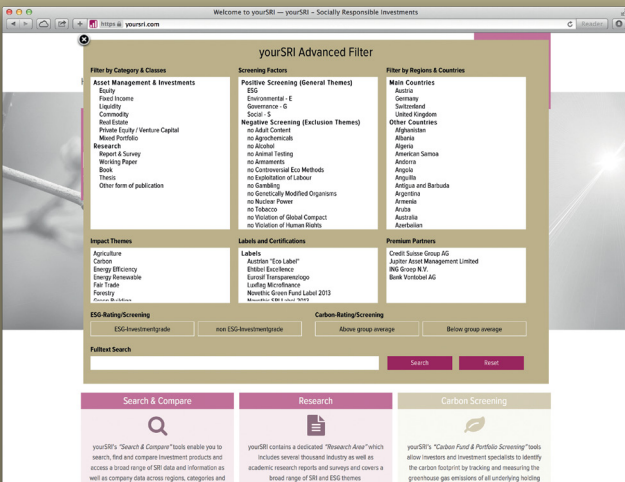 Welcome to yourSRI — yourSRI – Socially Responsible Investments
https yoursri.com
Reader
yourSRI Advanced Filter
Filter by Category & Classes
Asset Management & Investments
Equity
Fixed Income
Liquidity
Commodity
Real Estate
Private Equity / Venture Capital
Mixed Portfolio
Research
Report & Survey
Working Paper
Book
Thesis
Other form of publication
Screening Factors
Positive Screening (General Themes)
ESG
Environmental - E
Governance - G
Social - S
Negative Screening (Exclusion Themes)
no Adult Content
no Agrochemicals
no Alcohol
no Animal Testing
no Armaments
no Controversial Eco Methods
no Exploitation of Labour
no Gambling
no Genetically Modified Organisms
no Nuclear Power
no Tobacco
no Violation of Global Compact
no Violation of Human Rights
Filter by Regions & Countries
Main Countries
Austria
Germany
Switzerland
United Kingdom
Other Countries
Afghanistan
Albania
Algeria
American Samoa
Andorra
Angola
Anguilla
Antigua and Barbuda
Argentina
Armenia
Aruba
Australia
Azerbaijan
Impact Themes
Agriculture
Carbon
Energy Efficiency
Energy Renewable
Fair Trade
Forestry
Green Building
Labels and Certifications
Labels
Austrian "Eco Label"
Ethibel Excellence
Eurosif Transparenzlogo
Luxflag Microfinance
Novethic Green Fund Label 2013
Novethic SRI Label 2013
Premium Partners
Credit Suisse Group AG
Jupiter Asset Management Limited
ING Groep N.V.
Bank Vontobel AG
ESG-Rating/Screening
ESG-Investmentgrade
non ESG-Investmentgrade
Carbon-Rating/Screening
Above group average
Below group average
Fulltext Search
Search
Reset
Search & Compare
yourSRI's "Search & Compare" tools enable you to
search, find and compare investment products and
access a broad range of SRI data and information as
well as company data across regions, categories and
Research
yourSRI contains a dedicated "Research Area" which
includes several thousand industry as well as
academic research reports and surveys and covers a
broad range of SRI and ESG themes
Carbon Screening
yourSRI's "Carbon Fund & Portfolio Screening" tools
allow investors and investment specialists to identify
the carbon footprint by tracking and measuring the
greenhouse gas emissions of all underlying holding